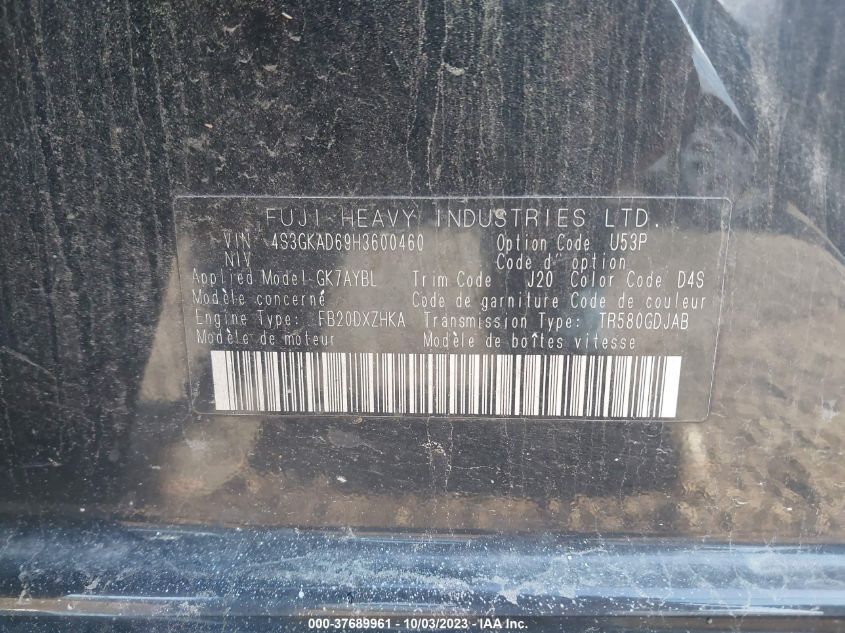 FUJI HEAVY INDUSTRIES LTD.
VIN 4S3GKAD69H3600460 Option Code U53P
NIV Code d'option
Applied Model GK7AYBL Trim Code J20 Color Code D4S
Modèle concerné Code de garniture Code de couleur
Engine Type: FB20DXZHKA Transmission Type: TR580GDJAB
Modèle de moteur Modèle de boîtes vitesse
000-37689961 - 10/03/2023 - IAA Inc.